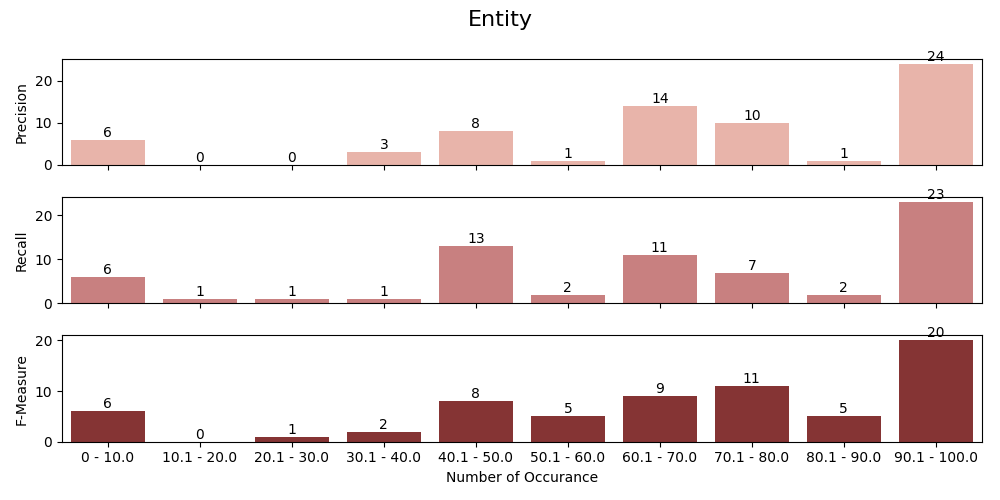 Entity
Precision
20
10
0
6
0
0
3
8
1
14
10
1
24
Recall
20
10
0
6
1
1
1
13
2
11
7
2
23
F-Measure
20
10
0
6
0
1
2
8
5
9
11
5
20
0 - 10.0
10.1 - 20.0
20.1 - 30.0
30.1 - 40.0
40.1 - 50.0
50.1 - 60.0
60.1 - 70.0
70.1 - 80.0
80.1 - 90.0
90.1 - 100.0
Number of Occurance